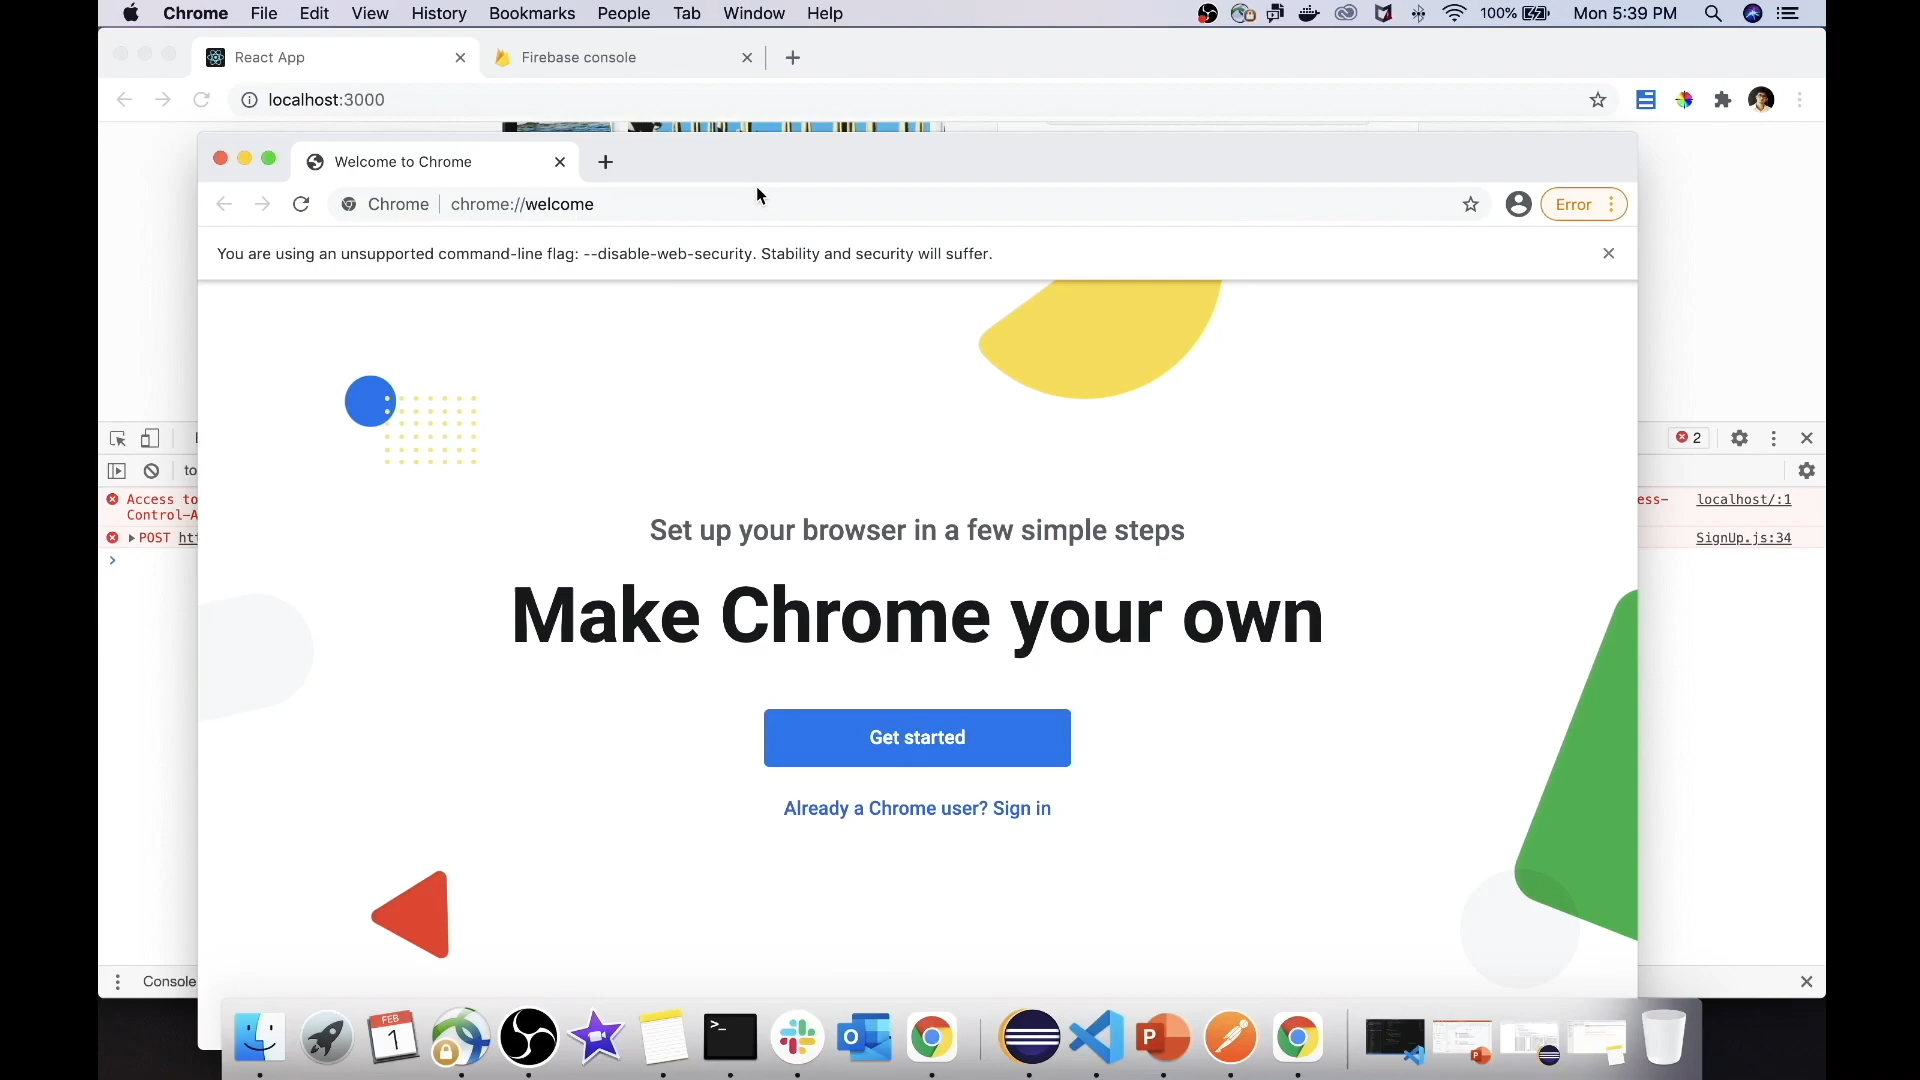 Chrome File Edit View History Bookmarks People Tab Window Help 100% Mon 5:39 PM
React App Firebase console
localhost:3000
Welcome to Chrome
Chrome chrome://welcome Error
You are using an unsupported command-line flag: --disable-web-security. Stability and security will suffer.
2
to
Access to ess- localhost/:1
Control-A
POST htt SignUp.js:34
Set up your browser in a few simple steps
Make Chrome your own
Get started
Already a Chrome user? Sign in
Console
FEB
1
>_
O
P
P